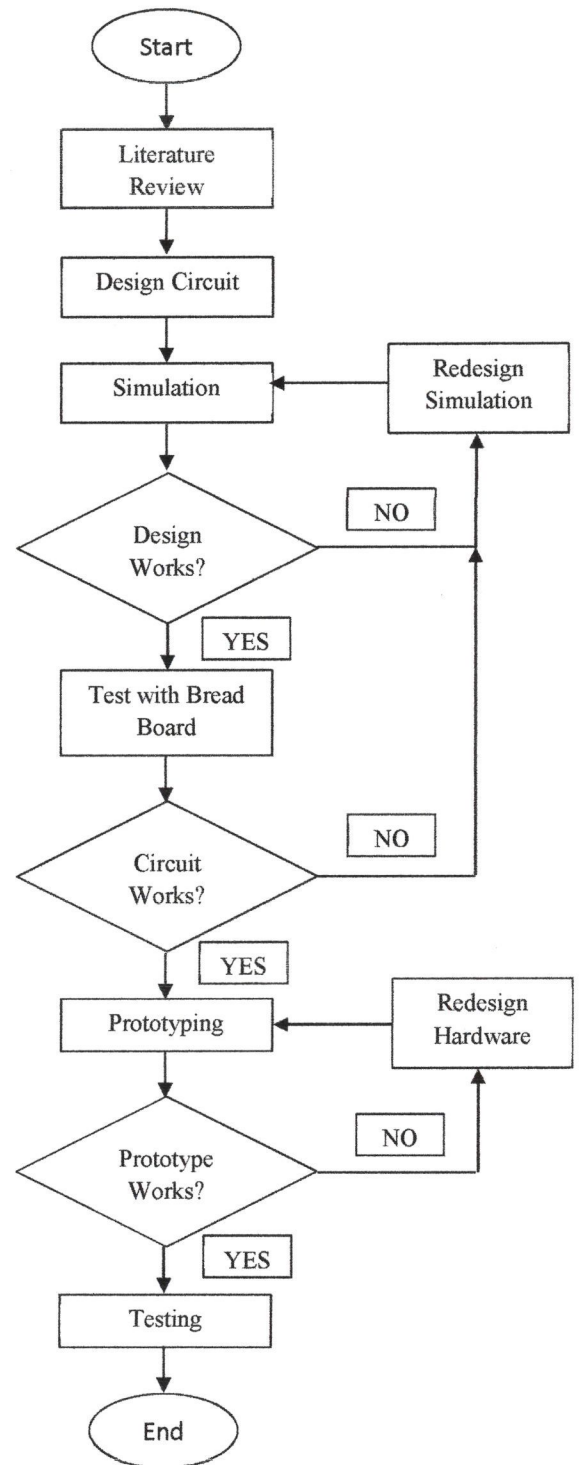 Start
Literature
Review
Design Circuit
Simulation
Redesign
Simulation
Design
Works?
NO
YES
Test with Bread
Board
Circuit
Works?
NO
YES
Prototyping
Redesign
Hardware
Prototype
Works?
NO
YES
Testing
End